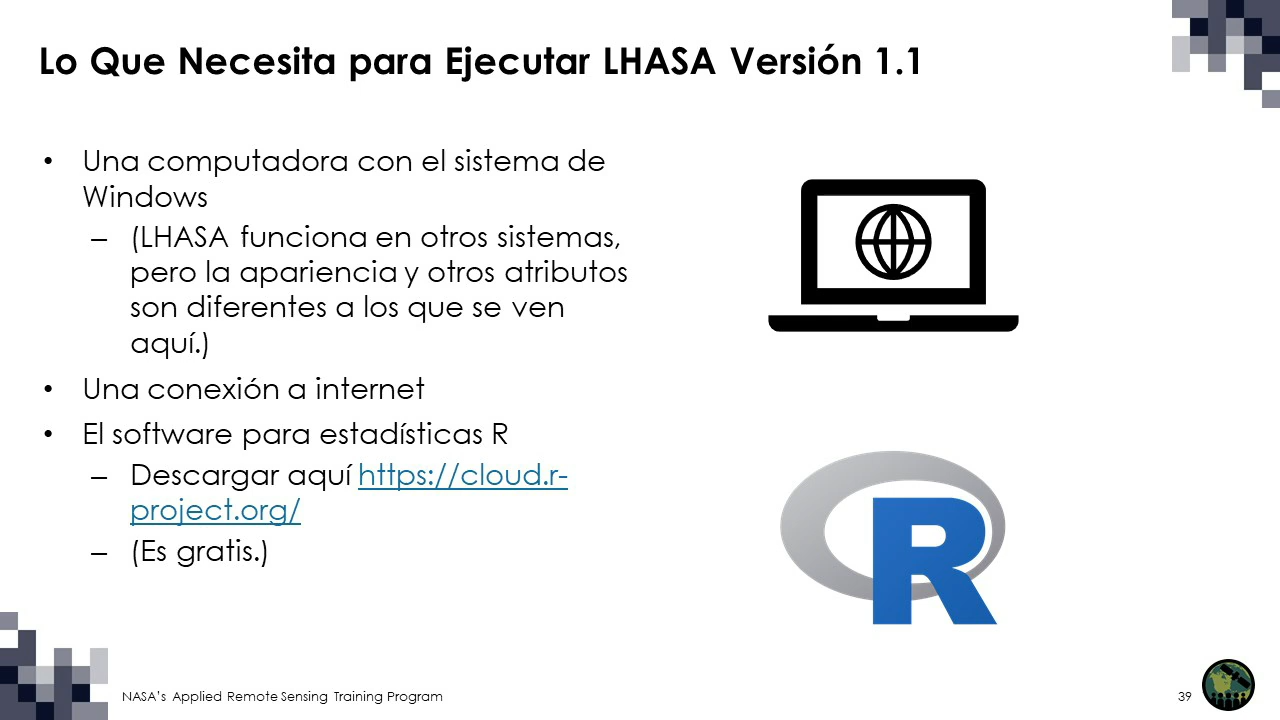 Lo Que Necesita para Ejecutar LHASA Versión 1.1
• Una computadora con el sistema de
Windows
– (LHASA funciona en otros sistemas,
pero la apariencia y otros atributos
son diferentes a los que se ven
aquí.)
• Una conexión a internet
• El software para estadísticas R
– Descargar aquí https://cloud.r-
project.org/
– (Es gratis.)
R
NASA's Applied Remote Sensing Training Program
39